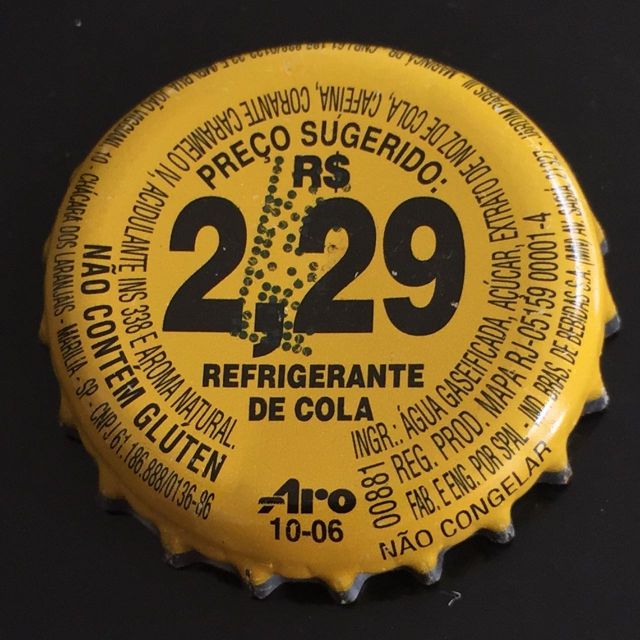 PREÇO SUGERIDO:
R$
2,29
REFRIGERANTE
DE COLA
Aro
10-06
INGR.: ÁGUA GASEIFICADA, AÇÚCAR, EXTRATO DE NOZ DE COLA, CAFEÍNA, CORANTE CARAMELO IV, ACIDULANTE INS 338 E AROMA NATURAL.
NÃO CONTÉM GLÚTEN
00881
REG. PROD. MAPA RJ-05159 00001-4
FAB. E ENG. POR SPAL - IND. BRAS. DE BEBIDAS S.A.
CHÁCARA DOS LARANJAIS - MARÍLIA - SP - CNPJ 61.186.888/0136-86
NÃO CONGELAR